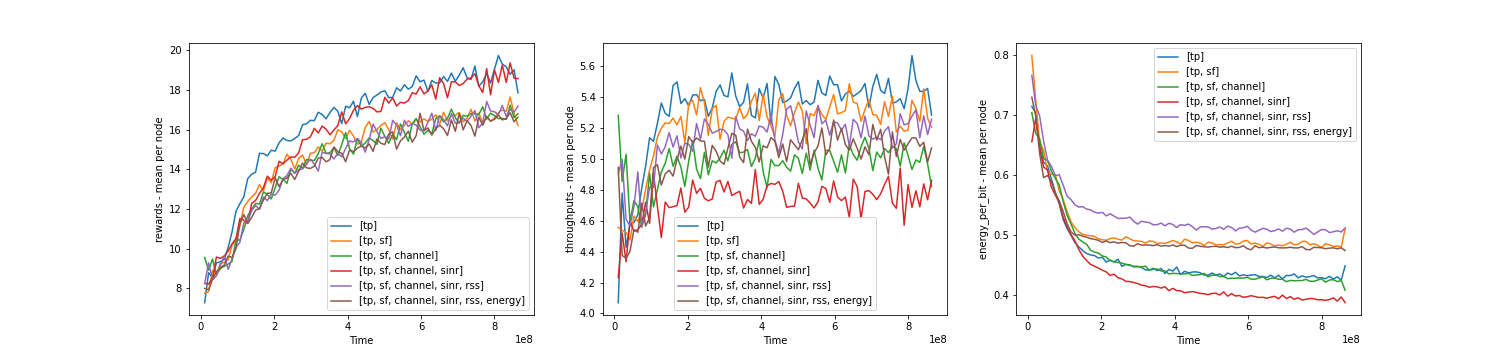 20
18
16
14
12
10
8
rewards - mean per node
[tp]
[tp, sf]
[tp, sf, channel]
[tp, sf, channel, sinr]
[tp, sf, channel, sinr, rss]
[tp, sf, channel, sinr, rss, energy]
0 2 4 6 8
Time
1e8
5.6
5.4
5.2
5.0
4.8
4.6
4.4
4.2
4.0
throughputs - mean per node
[tp]
[tp, sf]
[tp, sf, channel]
[tp, sf, channel, sinr]
[tp, sf, channel, sinr, rss]
[tp, sf, channel, sinr, rss, energy]
0 2 4 6 8
Time
1e8
0.8
0.7
0.6
0.5
0.4
energy_per_bit - mean per node
[tp]
[tp, sf]
[tp, sf, channel]
[tp, sf, channel, sinr]
[tp, sf, channel, sinr, rss]
[tp, sf, channel, sinr, rss, energy]
0 2 4 6 8
Time
1e8